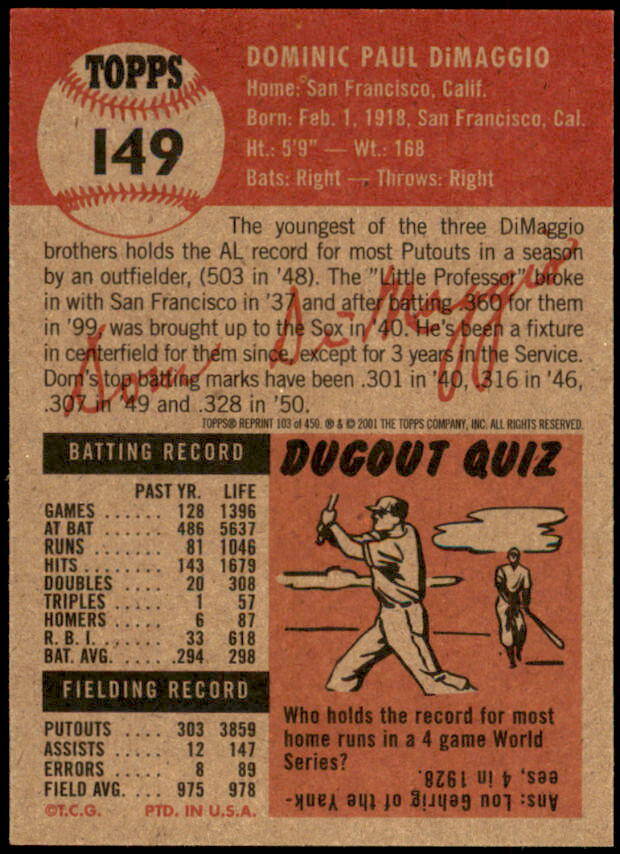 TOPPS
149
DOMINIC PAUL DiMAGGIO
Home: San Francisco, Calif.
Born: Feb. 1, 1918, San Francisco, Cal.
Ht.: 5'9" — Wt.: 168
Bats: Right — Throws: Right
The youngest of the three DiMaggio
brothers holds the AL record for most Putouts in a season
by an outfielder, (503 in '48). The "Little Professor" broke
in with San Francisco in '37 and after batting .360 for them
in '99, was brought up to the Sox in '40. He's been a fixture
in centerfield for them since, except for 3 years in the Service.
Dom's top batting marks have been .301 in '40, .316 in '46,
.307 in '49 and .328 in '50.
Dom DiMaggio
TOPPS® REPRINT 103 of 450. ® & © 2001 THE TOPPS COMPANY, INC. ALL RIGHTS RESERVED.
BATTING RECORD
PAST YR. LIFE
GAMES ...... 128 1396
AT BAT ...... 486 5637
RUNS ...... 81 1046
HITS ...... 143 1679
DOUBLES .... 20 308
TRIPLES ..... 1 57
HOMERS .... 6 87
R. B. I. ...... 33 618
BAT. AVG. .... .294 298
FIELDING RECORD
PUTOUTS .... 303 3859
ASSISTS ..... 12 147
ERRORS ..... 8 89
FIELD AVG. ... 975 978
©T.C.G. PTD. IN U.S.A.
DUGOUT QUIZ
Who holds the record for most
home runs in a 4 game World
Series?
Ans: Lou Gehrig of the Yank-
ees, 4 in 1928.